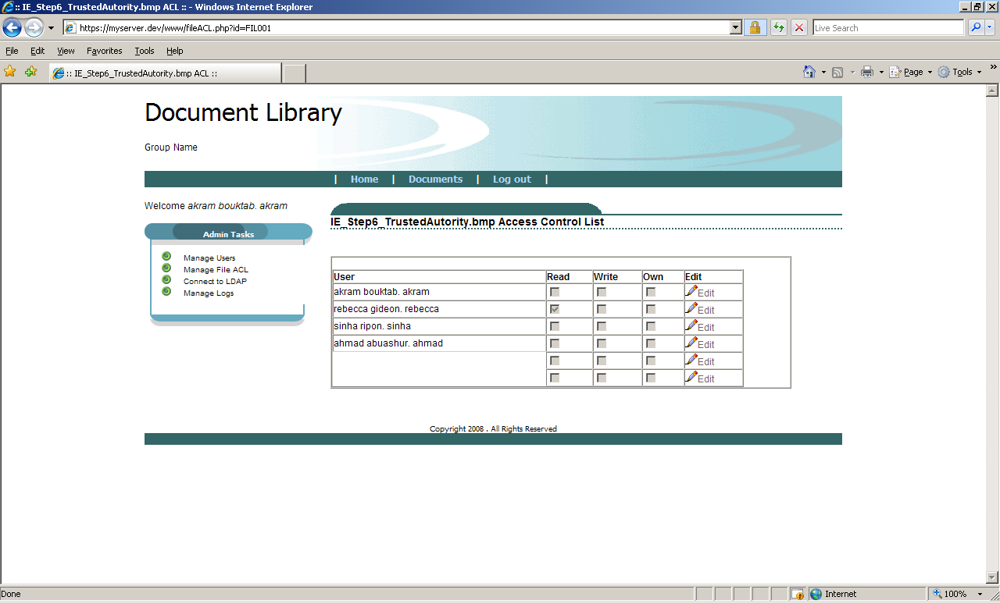 :: IE_Step6_TrustedAutority.bmp ACL :: - Windows Internet Explorer
https://myserver.dev/www/fileACL.php?id=FIL001
Live Search
File Edit View Favorites Tools Help
:: IE_Step6_TrustedAutority.bmp ACL ::
Page Tools
Document Library
Group Name
| Home | Documents | Log out |
Welcome akram bouktab. akram
Admin Tasks
Manage Users
Manage File ACL
Connect to LDAP
Manage Logs
IE_Step6_TrustedAutority.bmp Access Control List
User Read Write Own Edit
akram bouktab. akram Edit
rebecca gideon. rebecca Edit
sinha ripon. sinha Edit
ahmad abuashur. ahmad Edit
Edit
Edit
Copyright 2008 . All Rights Reserved
Done Internet 100%